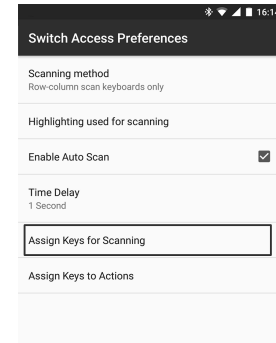 16:14
Switch Access Preferences
Scanning method
Row-column scan keyboards only
Highlighting used for scanning
Enable Auto Scan
Time Delay
1 Second
Assign Keys for Scanning
Assign Keys to Actions